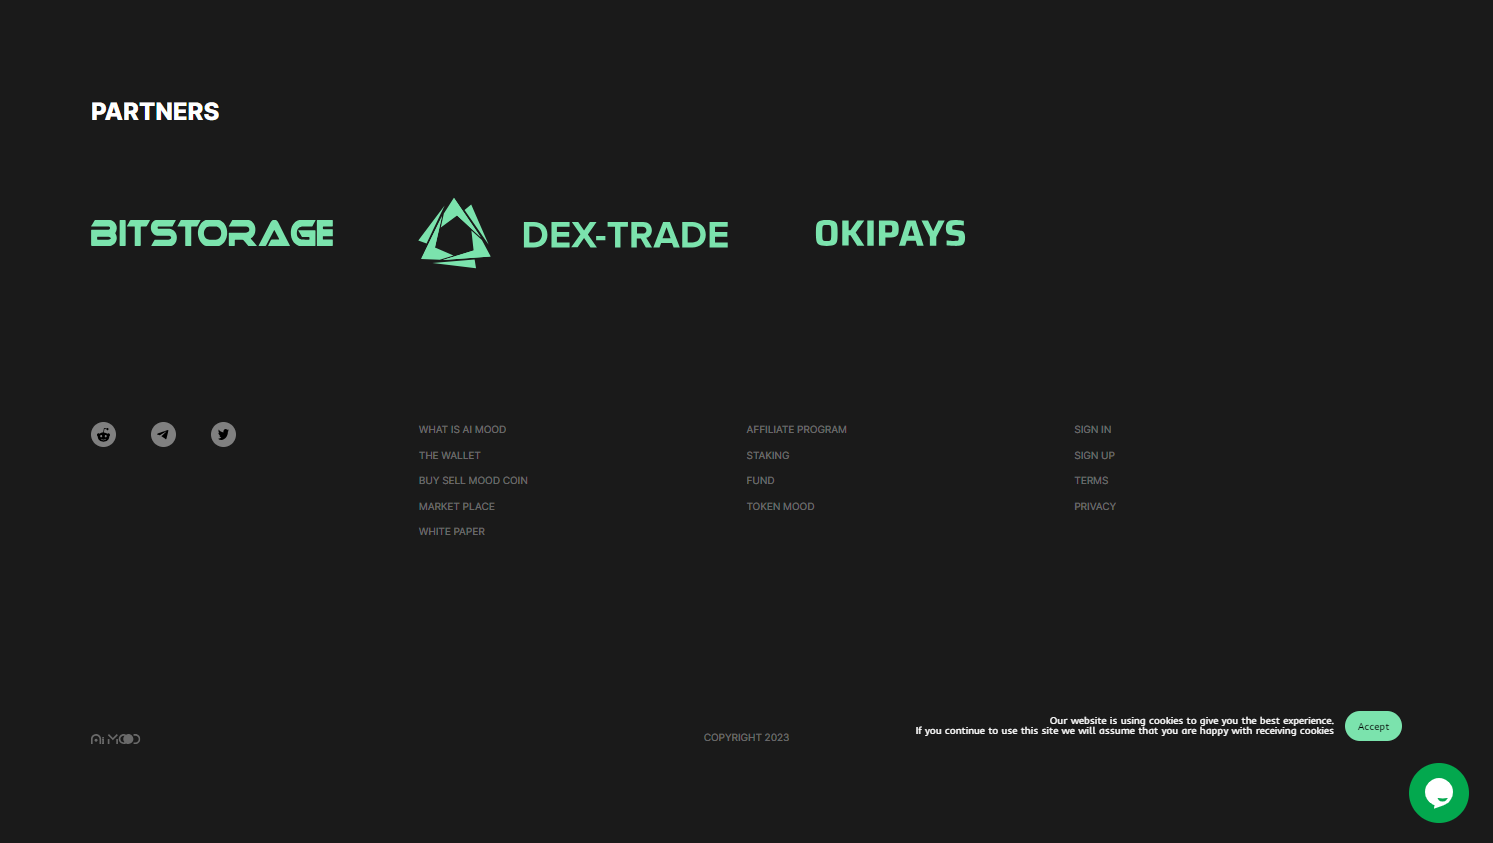 PARTNERS
BITSTORAGE
DEX-TRADE
OKIPAYS
WHAT IS AI MOOD
THE WALLET
BUY SELL MOOD COIN
MARKET PLACE
WHITE PAPER
AFFILIATE PROGRAM
STAKING
FUND
TOKEN MOOD
SIGN IN
SIGN UP
TERMS
PRIVACY
Ai MOOD
COPYRIGHT 2023
Our website is using cookies to give you the best experience.
If you continue to use this site we will assume that you are happy with receiving cookies
Accept